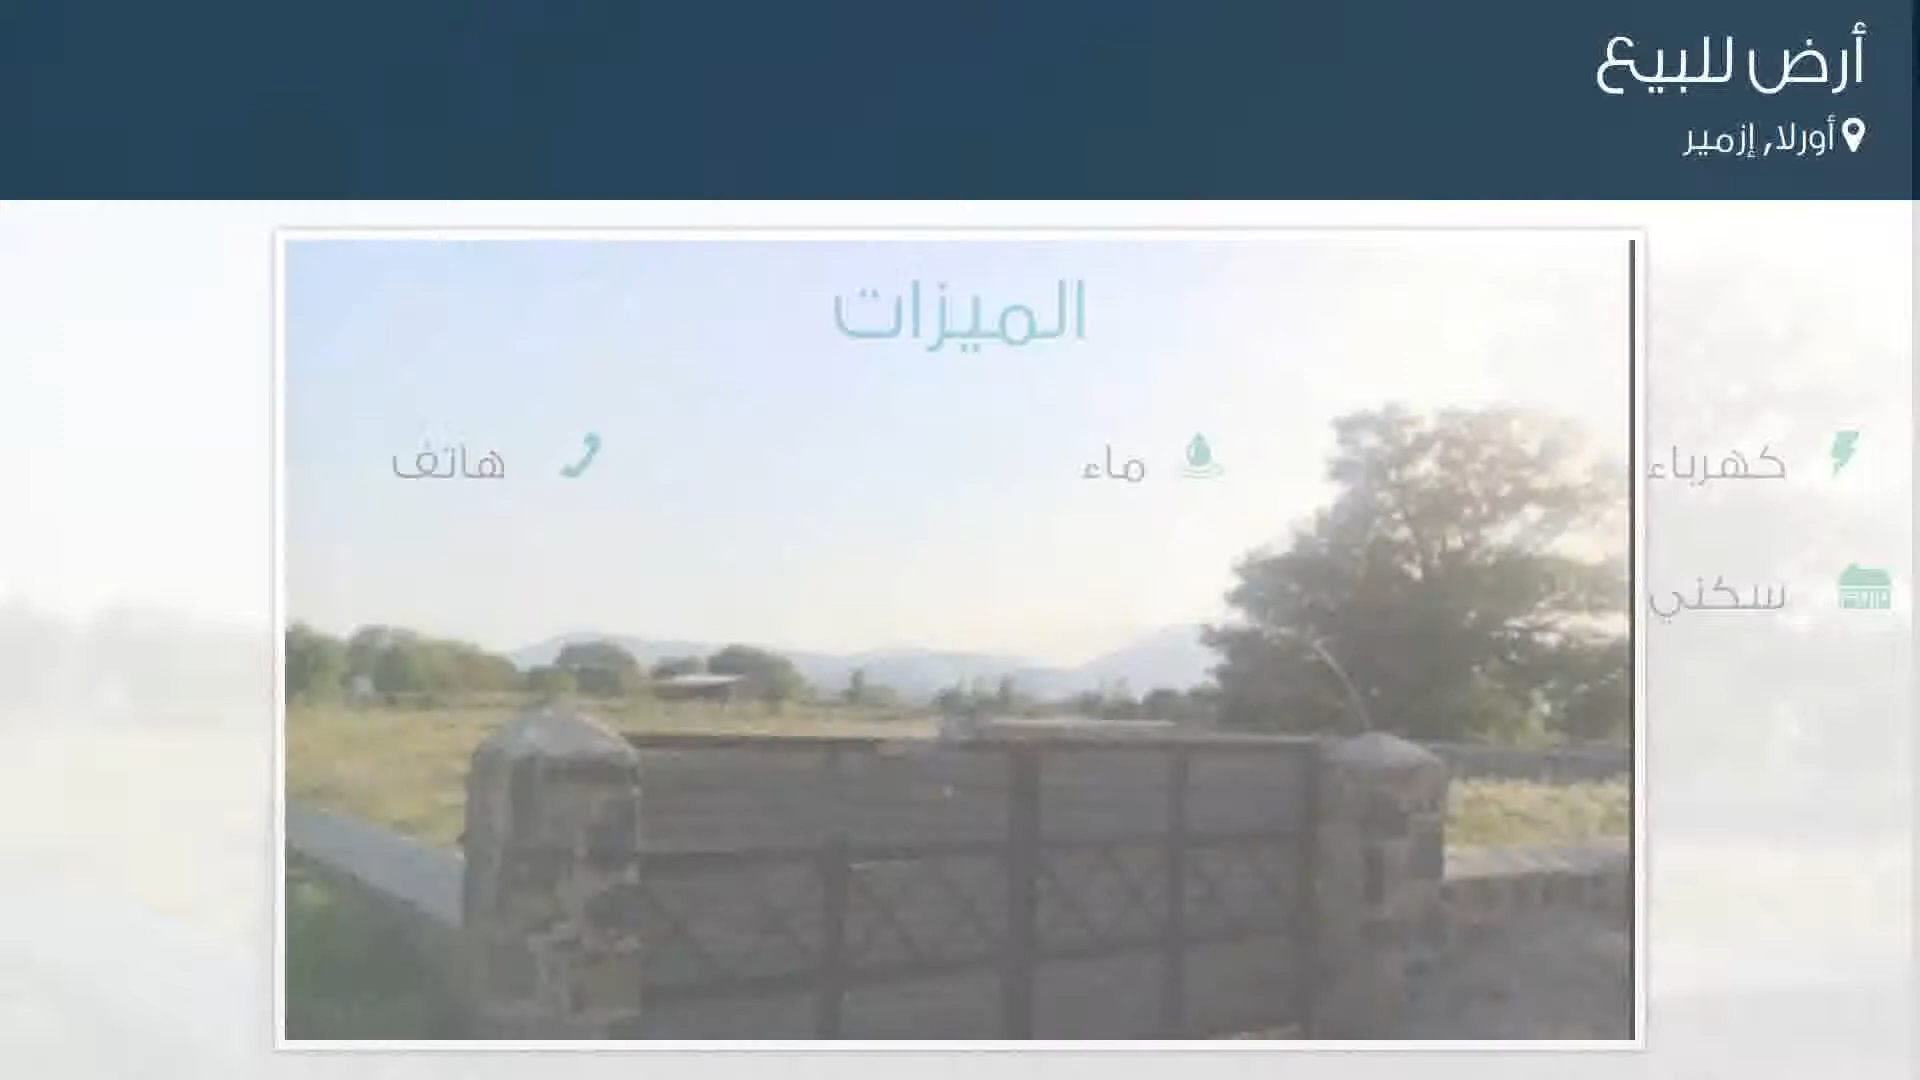 أرض للبيع
أورلا, إزمير
الميزات
كهرباء
ماء
هاتف
سكني